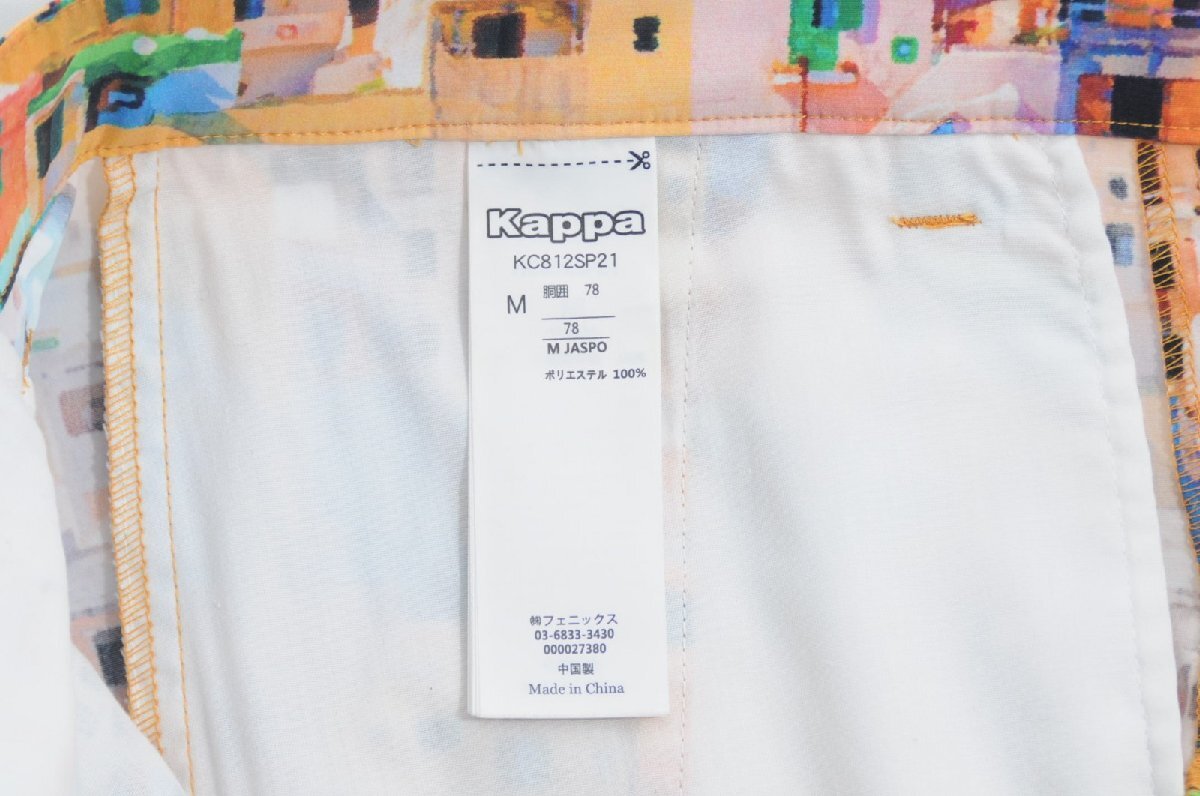 Kappa
KC812SP21
M 胴囲 78
78
M JASPO
ポリエステル 100%
㈱フェニックス
03-6833-3430
000027380
中国製
Made in China